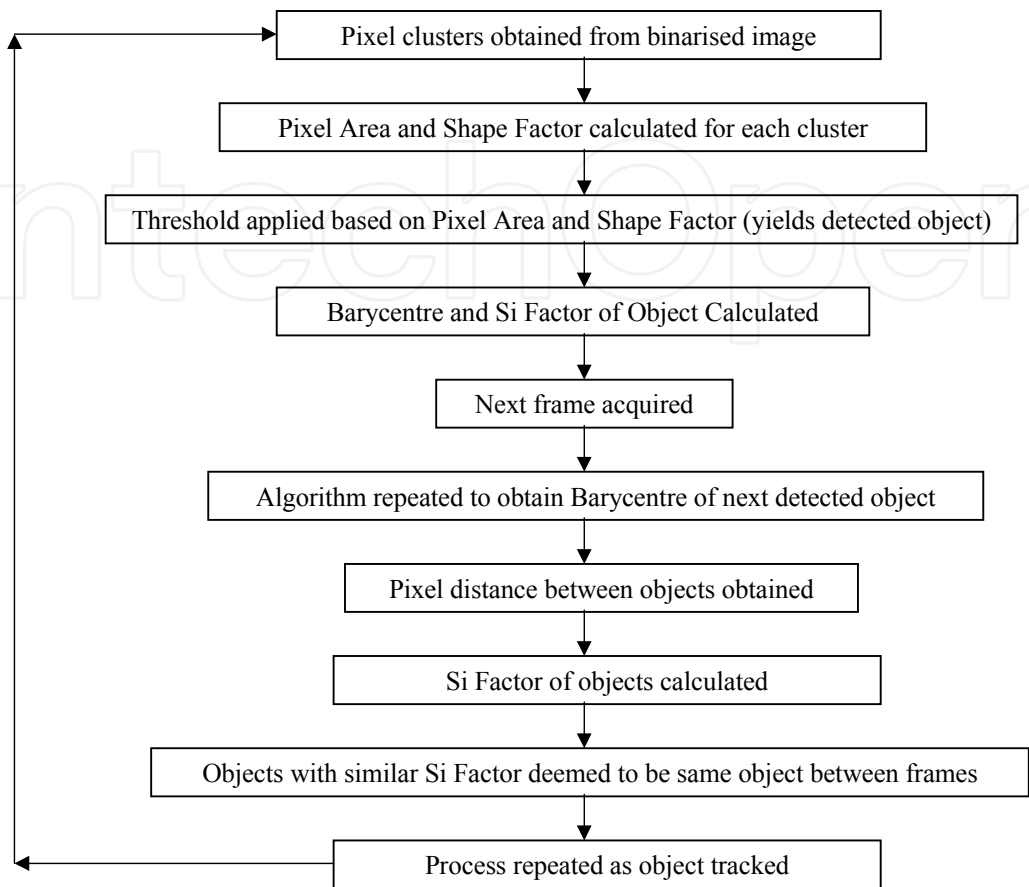 Pixel clusters obtained from binarised image
Pixel Area and Shape Factor calculated for each cluster
Threshold applied based on Pixel Area and Shape Factor (yields detected object)
Barycentre and Si Factor of Object Calculated
Next frame acquired
Algorithm repeated to obtain Barycentre of next detected object
Pixel distance between objects obtained
Si Factor of objects calculated
Objects with similar Si Factor deemed to be same object between frames
Process repeated as object tracked
ntechOpen